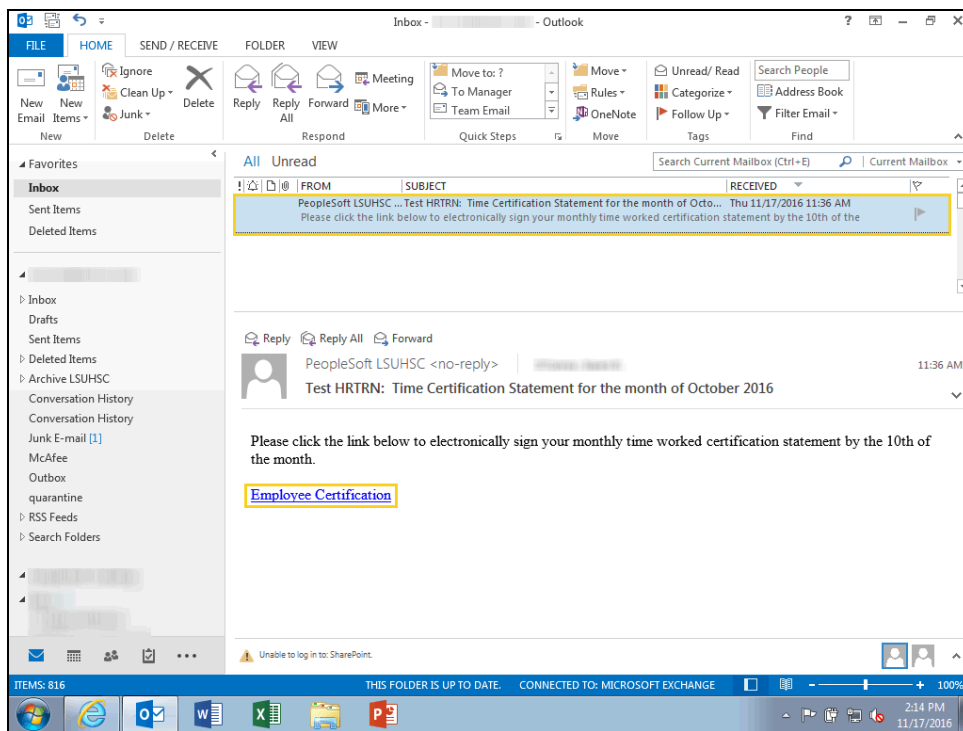 Inbox - - Outlook
FILE HOME SEND / RECEIVE FOLDER VIEW
New Email
New Items
Ignore
Clean Up
Junk
Delete
Reply
Reply All
Forward
Meeting
More
Move to: ?
To Manager
Team Email
Move
Rules
OneNote
Unread/ Read
Categorize
Follow Up
Search People
Address Book
Filter Email
New Delete Respond Quick Steps Move Tags Find
Favorites
Inbox
Sent Items
Deleted Items
Inbox
Drafts
Sent Items
Deleted Items
Archive LSUHSC
Conversation History
Conversation History
Junk E-mail [1]
McAfee
Outbox
quarantine
RSS Feeds
Search Folders
All Unread
Search Current Mailbox (Ctrl+E) Current Mailbox
! FROM SUBJECT RECEIVED
PeopleSoft LSUHSC ... Test HRTRN: Time Certification Statement for the month of Octo... Thu 11/17/2016 11:36 AM
Please click the link below to electronically sign your monthly time worked certification statement by the 10th of the
Reply Reply All Forward
PeopleSoft LSUHSC <no-reply>
11:36 AM
Test HRTRN: Time Certification Statement for the month of October 2016
Please click the link below to electronically sign your monthly time worked certification statement by the 10th of
the month.
Employee Certification
Unable to log in to: SharePoint.
ITEMS: 816 THIS FOLDER IS UP TO DATE. CONNECTED TO: MICROSOFT EXCHANGE 100%
2:14 PM
11/17/2016